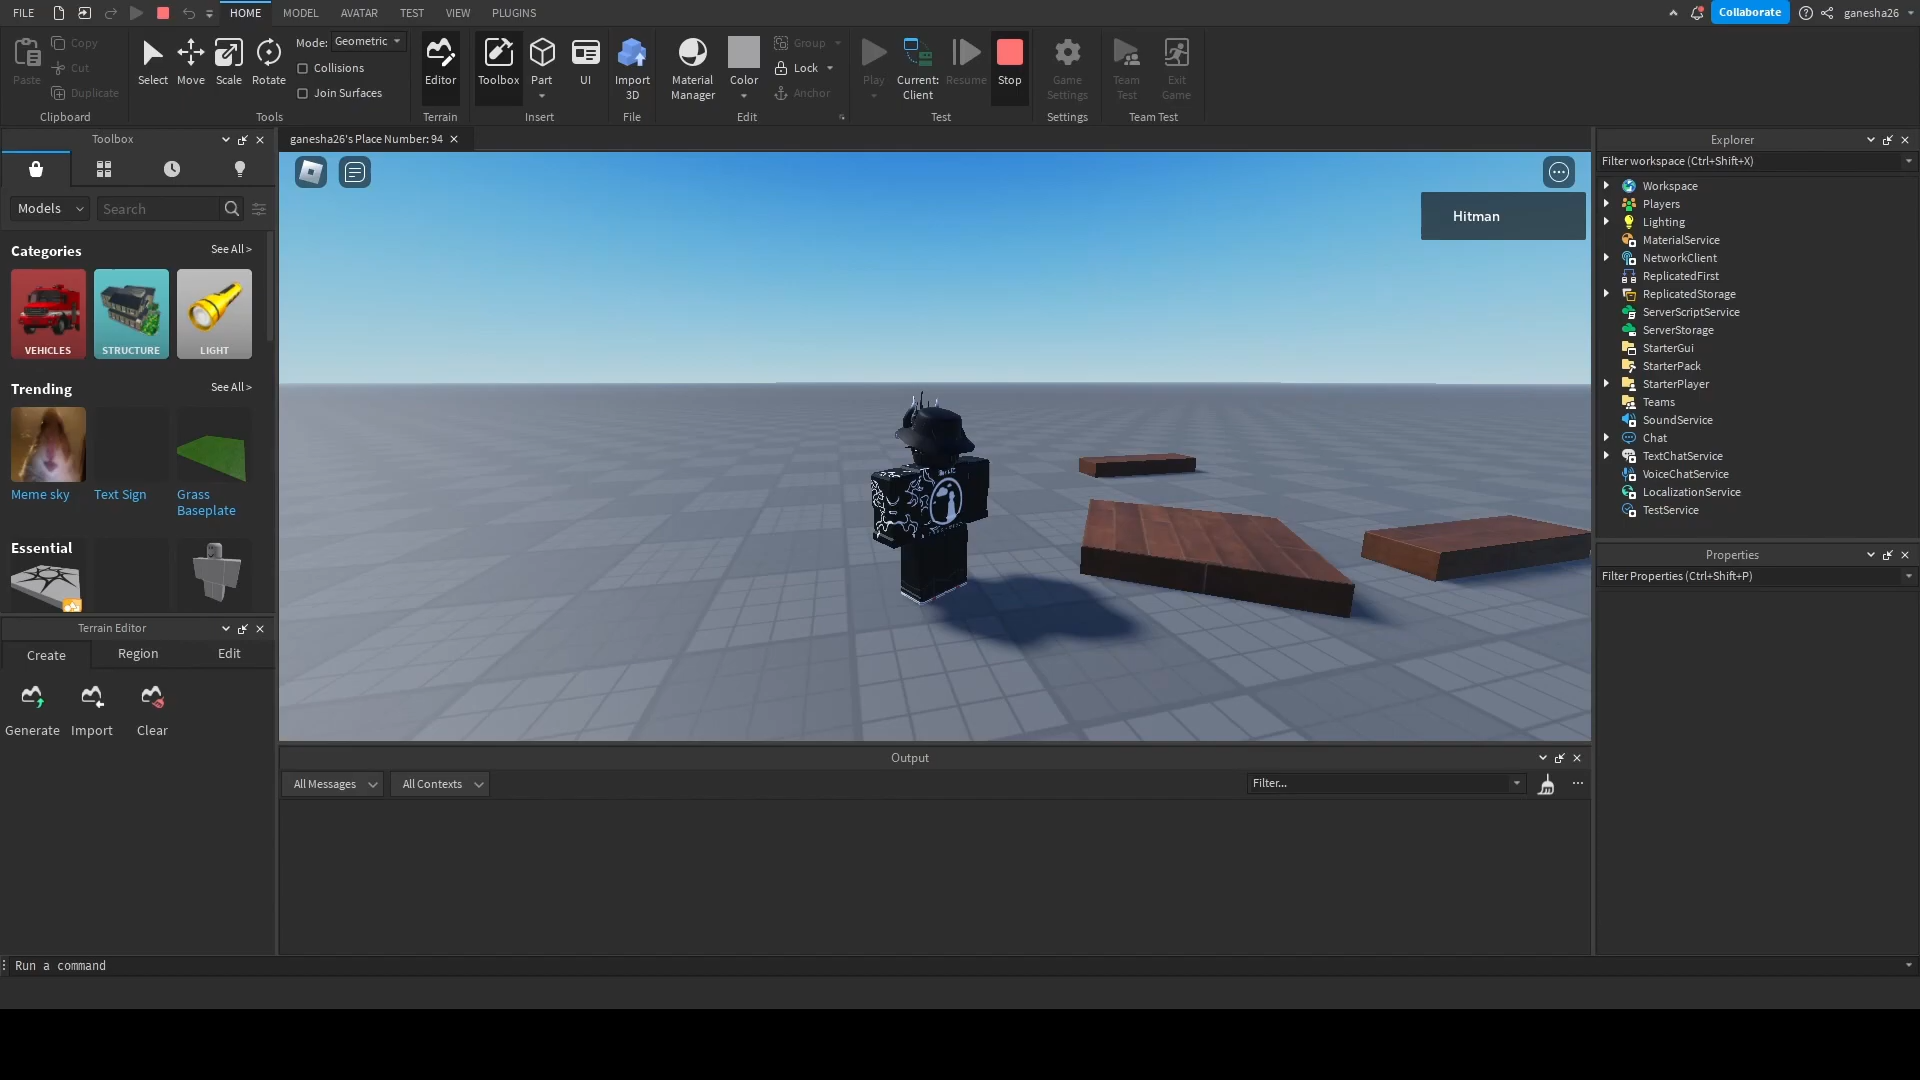 FILE
HOME
MODEL
AVATAR
TEST
VIEW
PLUGINS
Collaborate
ganesha26
Paste
Copy
Cut
Duplicate
Clipboard
Select
Move
Scale
Rotate
Mode: Geometric
Collisions
Join Surfaces
Tools
Editor
Terrain
Toolbox
Part
UI
Insert
Import
3D
File
Material
Manager
Color
Group
Lock
Anchor
Edit
Play
Current:
Client
Resume
Stop
Test
Game
Settings
Settings
Team
Test
Exit
Game
Team Test
Toolbox
Models
Search
Categories
See All >
VEHICLES
STRUCTURE
LIGHT
Trending
See All >
Meme sky
Text Sign
Grass
Baseplate
Essential
Terrain Editor
Create
Region
Edit
Generate
Import
Clear
ganesha26's Place Number: 94
Hitman
Output
All Messages
All Contexts
Filter...
Run a command
Explorer
Filter workspace (Ctrl+Shift+X)
Workspace
Players
Lighting
MaterialService
NetworkClient
ReplicatedFirst
ReplicatedStorage
ServerScriptService
ServerStorage
StarterGui
StarterPack
StarterPlayer
Teams
SoundService
Chat
TextChatService
VoiceChatService
LocalizationService
TestService
Properties
Filter Properties (Ctrl+Shift+P)